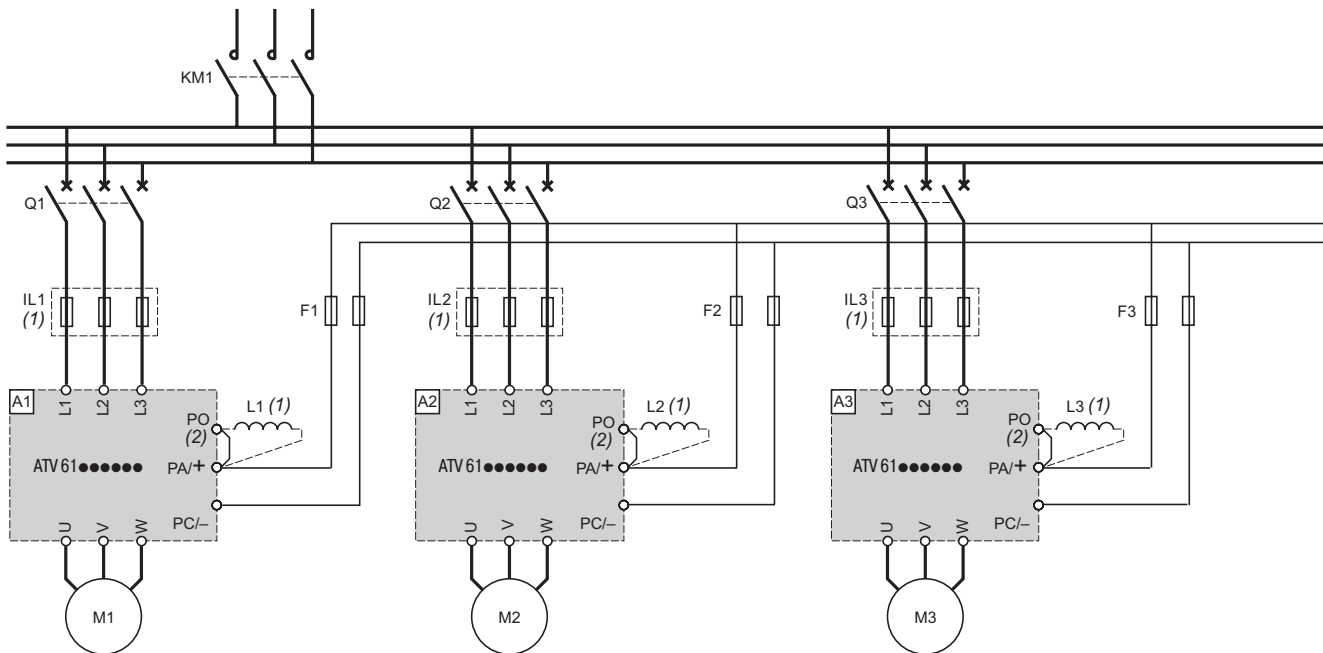 KM1
Q1
Q2
Q3
IL1
(1)
F1
IL2
(1)
F2
IL3
(1)
F3
A1
L1
L2
L3
PO
(2)
L1 (1)
ATV 61●●●●●●
PA/+
PC/–
U
V
W
M1
A2
L1
L2
L3
PO
(2)
L2 (1)
ATV 61●●●●●●
PA/+
PC/–
U
V
W
M2
A3
L1
L2
L3
PO
(2)
L3 (1)
ATV 61●●●●●●
PA/+
PC/–
U
V
W
M3